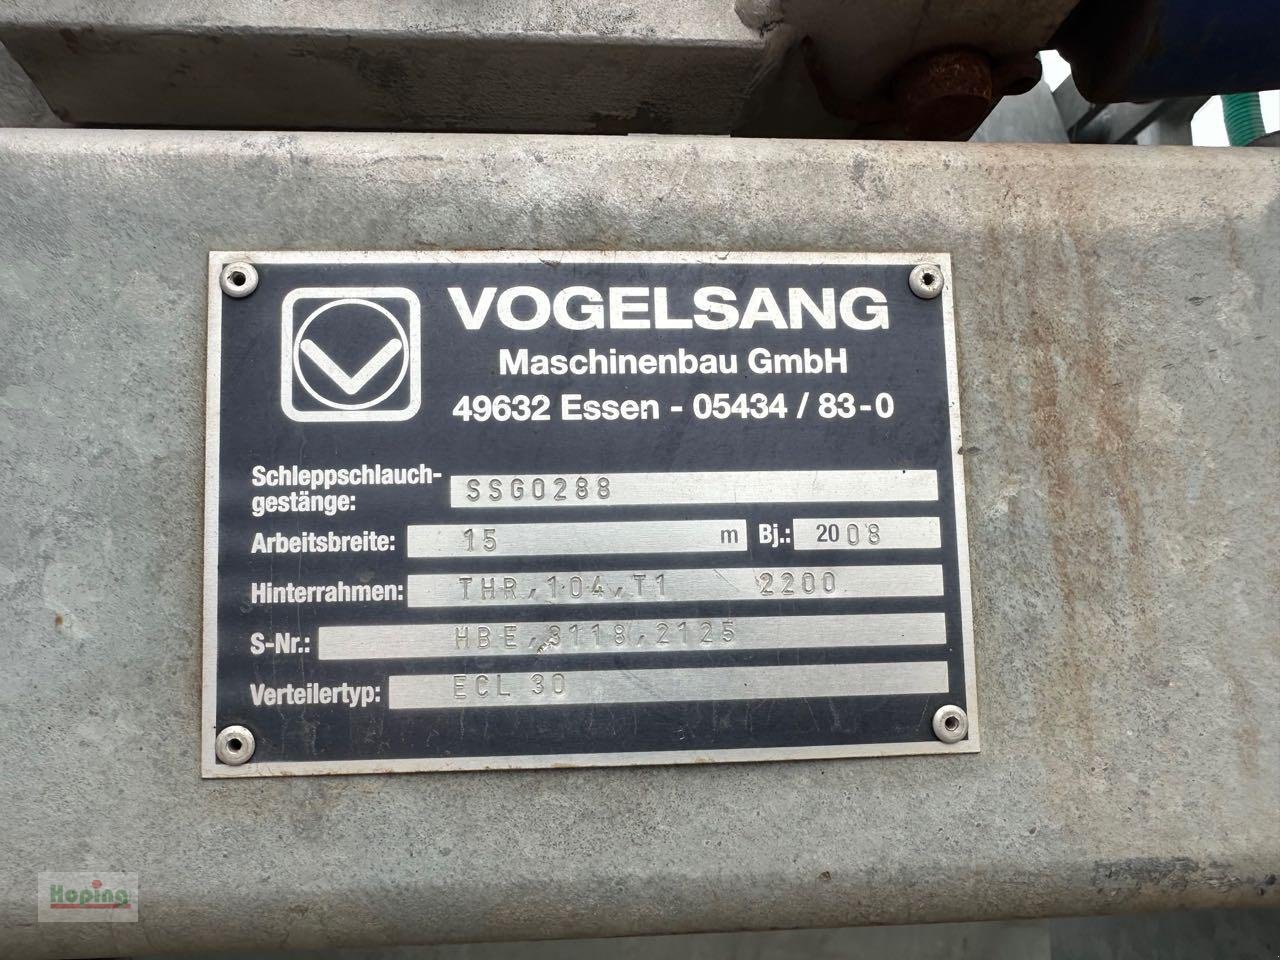 VOGELSANG
Maschinenbau GmbH
49632 Essen - 05434 / 83-0
Schleppschlauch-
gestänge: SSG0288
Arbeitsbreite: 15 m Bj.: 2008
Hinterrahmen: THR,104,T1 2200
S-Nr.: HBE,3118,2125
Verteilertyp: ECL 30
Hoping